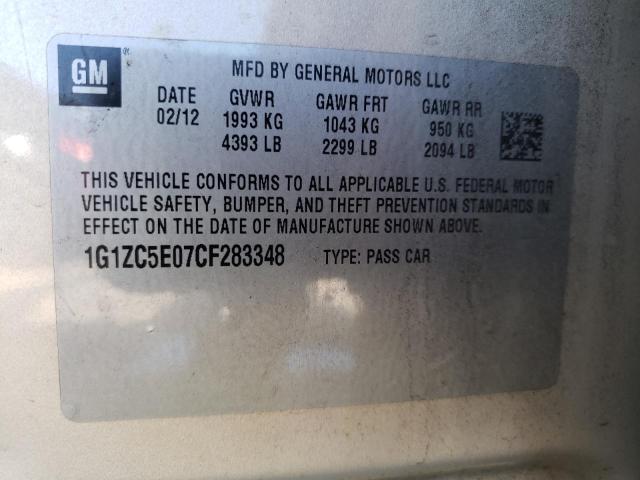 GM
MFD BY GENERAL MOTORS LLC
DATE GVWR GAWR FRT GAWR RR
02/12 1993 KG 1043 KG 950 KG
4393 LB 2299 LB 2094 LB
THIS VEHICLE CONFORMS TO ALL APPLICABLE U.S. FEDERAL MOTOR
VEHICLE SAFETY, BUMPER, AND THEFT PREVENTION STANDARDS IN
EFFECT ON THE DATE OF MANUFACTURE SHOWN ABOVE.
1G1ZC5E07CF283348 TYPE: PASS CAR